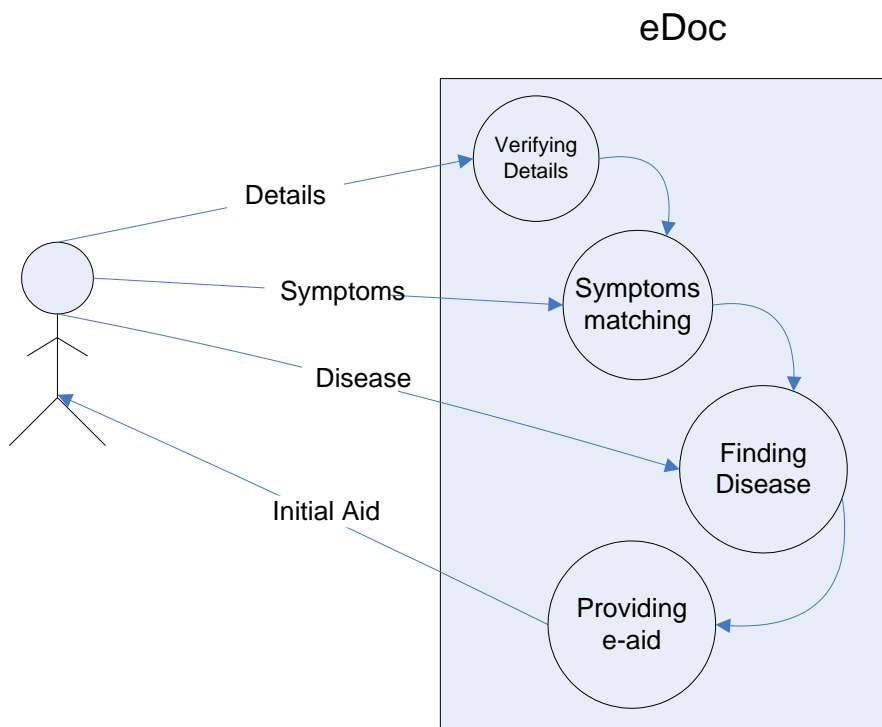 eDoc
Verifying
Details
Details
Symptoms
matching
Symptoms
Disease
Finding
Disease
Initial Aid
Providing
e-aid